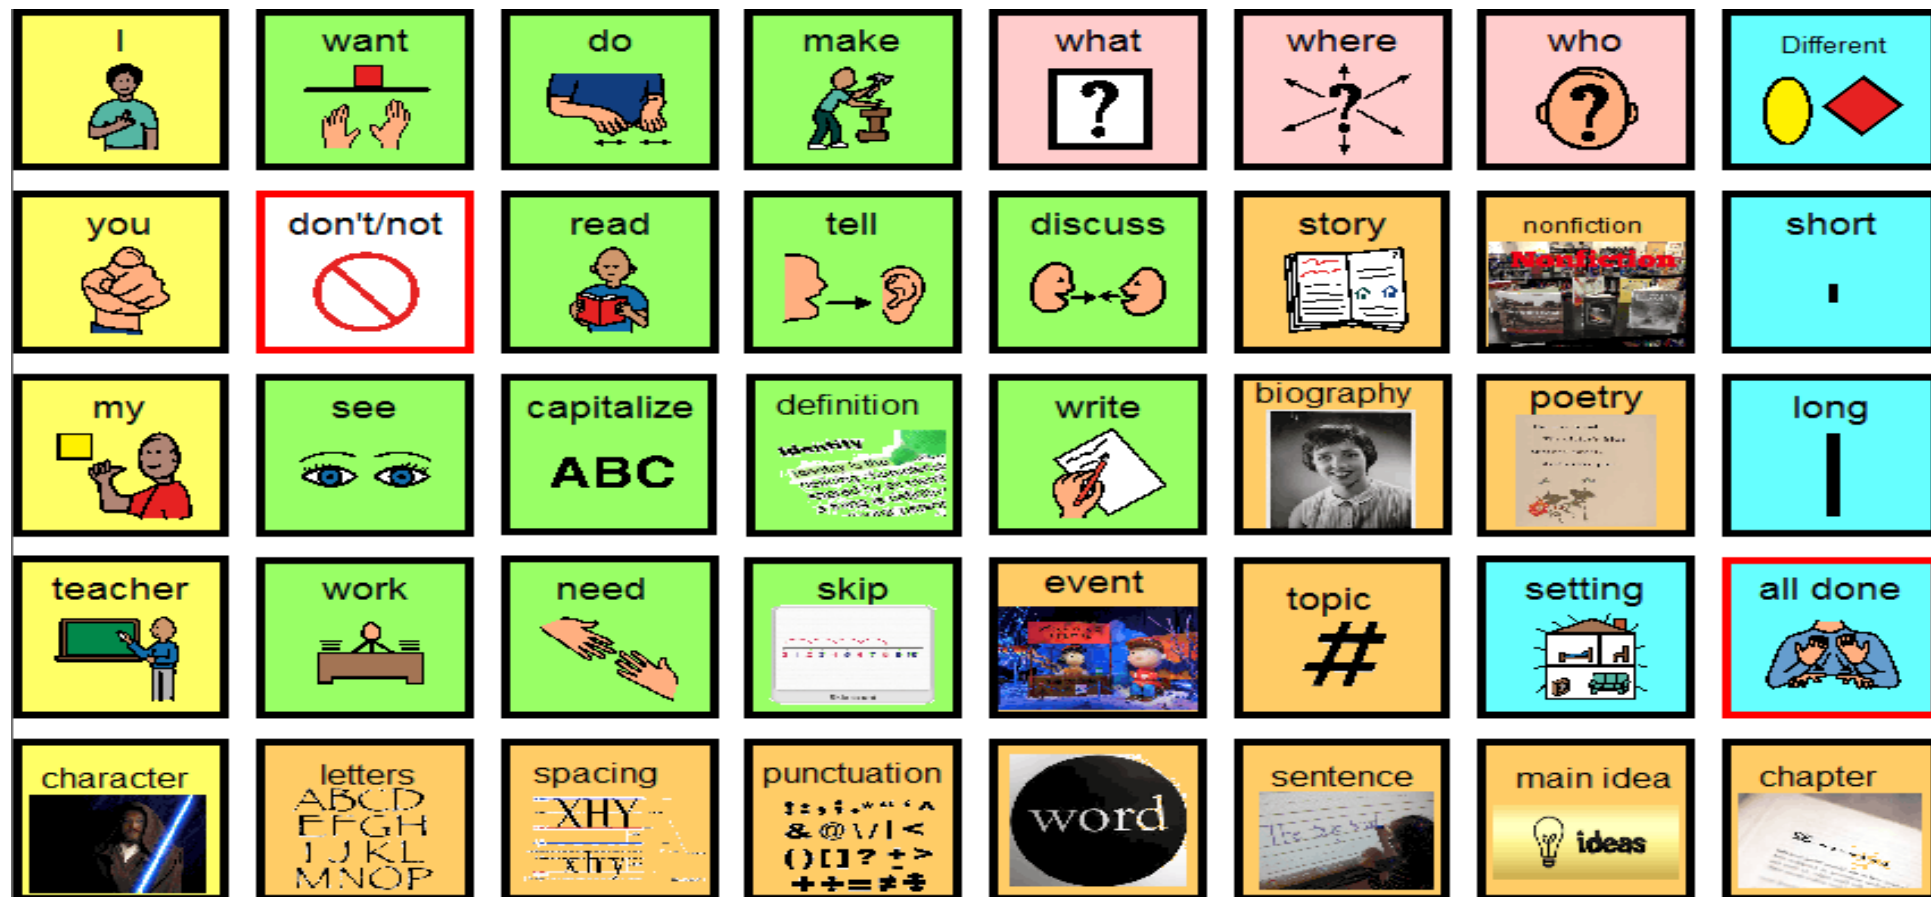 I
want
do
make
what
where
who
Different
?
?
?
you
don't/not
read
tell
discuss
story
nonfiction
Nonfiction
short
my
see
capitalize
ABC
definition
Identity
write
biography
poetry
long
teacher
work
need
skip
event
topic
#
setting
all done
character
letters
ABCD
EFGH
IJKL
MNOP
spacing
XHY
xhy
punctuation
word
sentence
main idea
ideas
chapter